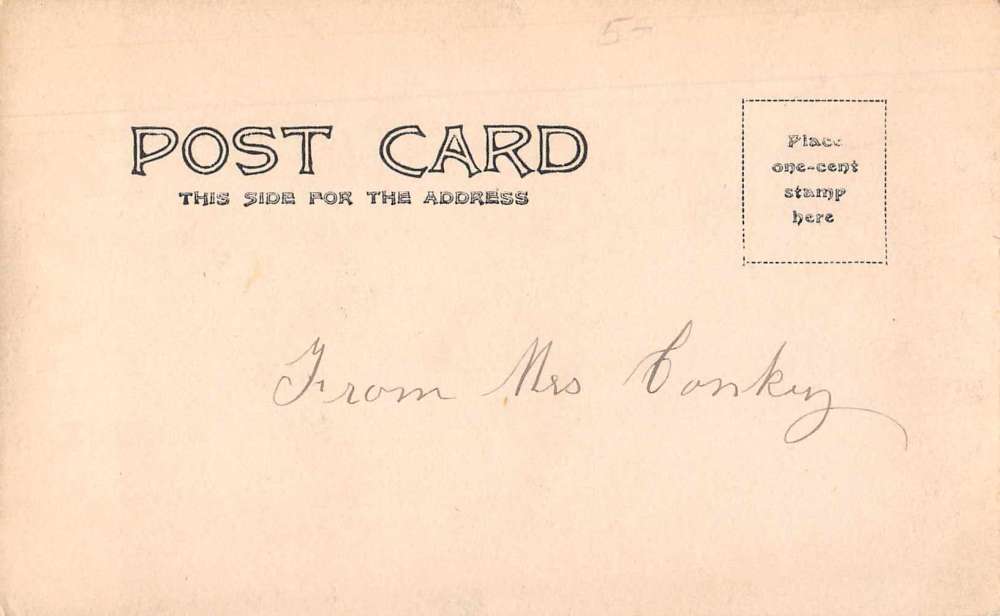 5-
POST CARD
THIS SIDE FOR THE ADDRESS
Place
one-cent
stamp
here
From Mrs Conkey